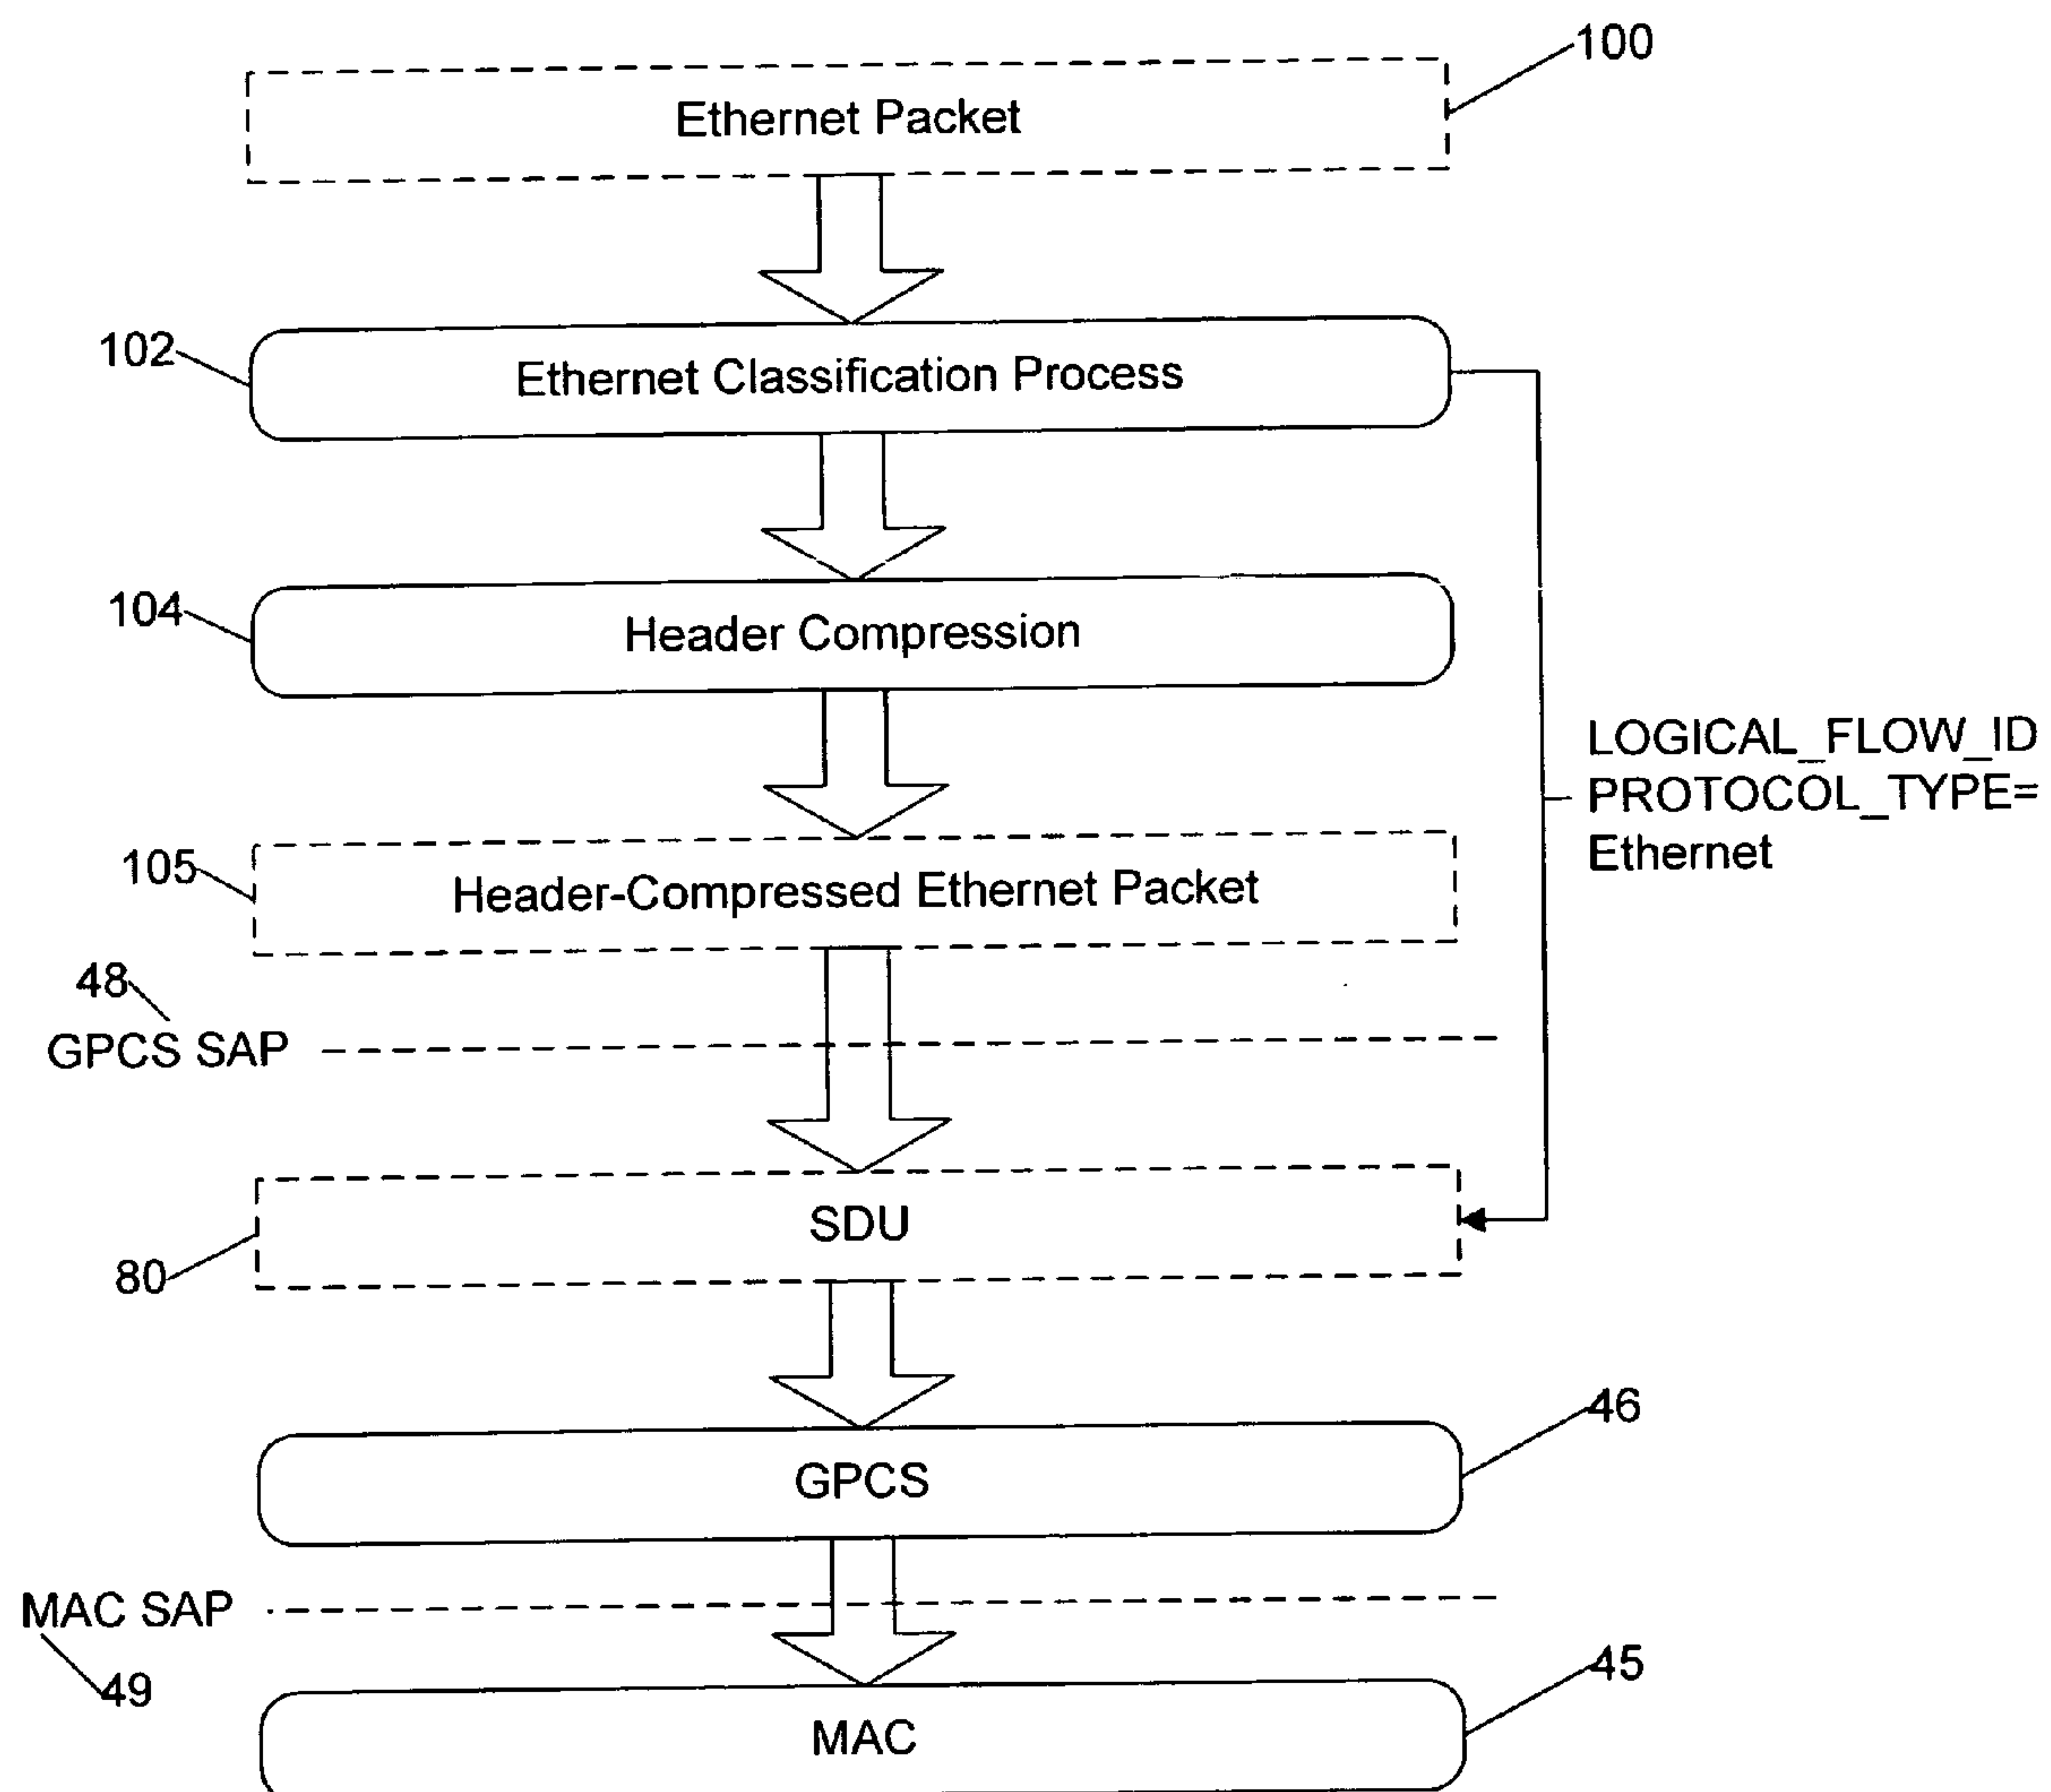 100
Ethernet Packet
102
Ethernet Classification Process
104
Header Compression
LOGICAL_FLOW_ID
PROTOCOL_TYPE=
Ethernet
105
Header-Compressed Ethernet Packet
48
GPCS SAP
SDU
80
46
GPCS
MAC SAP
49
45
MAC